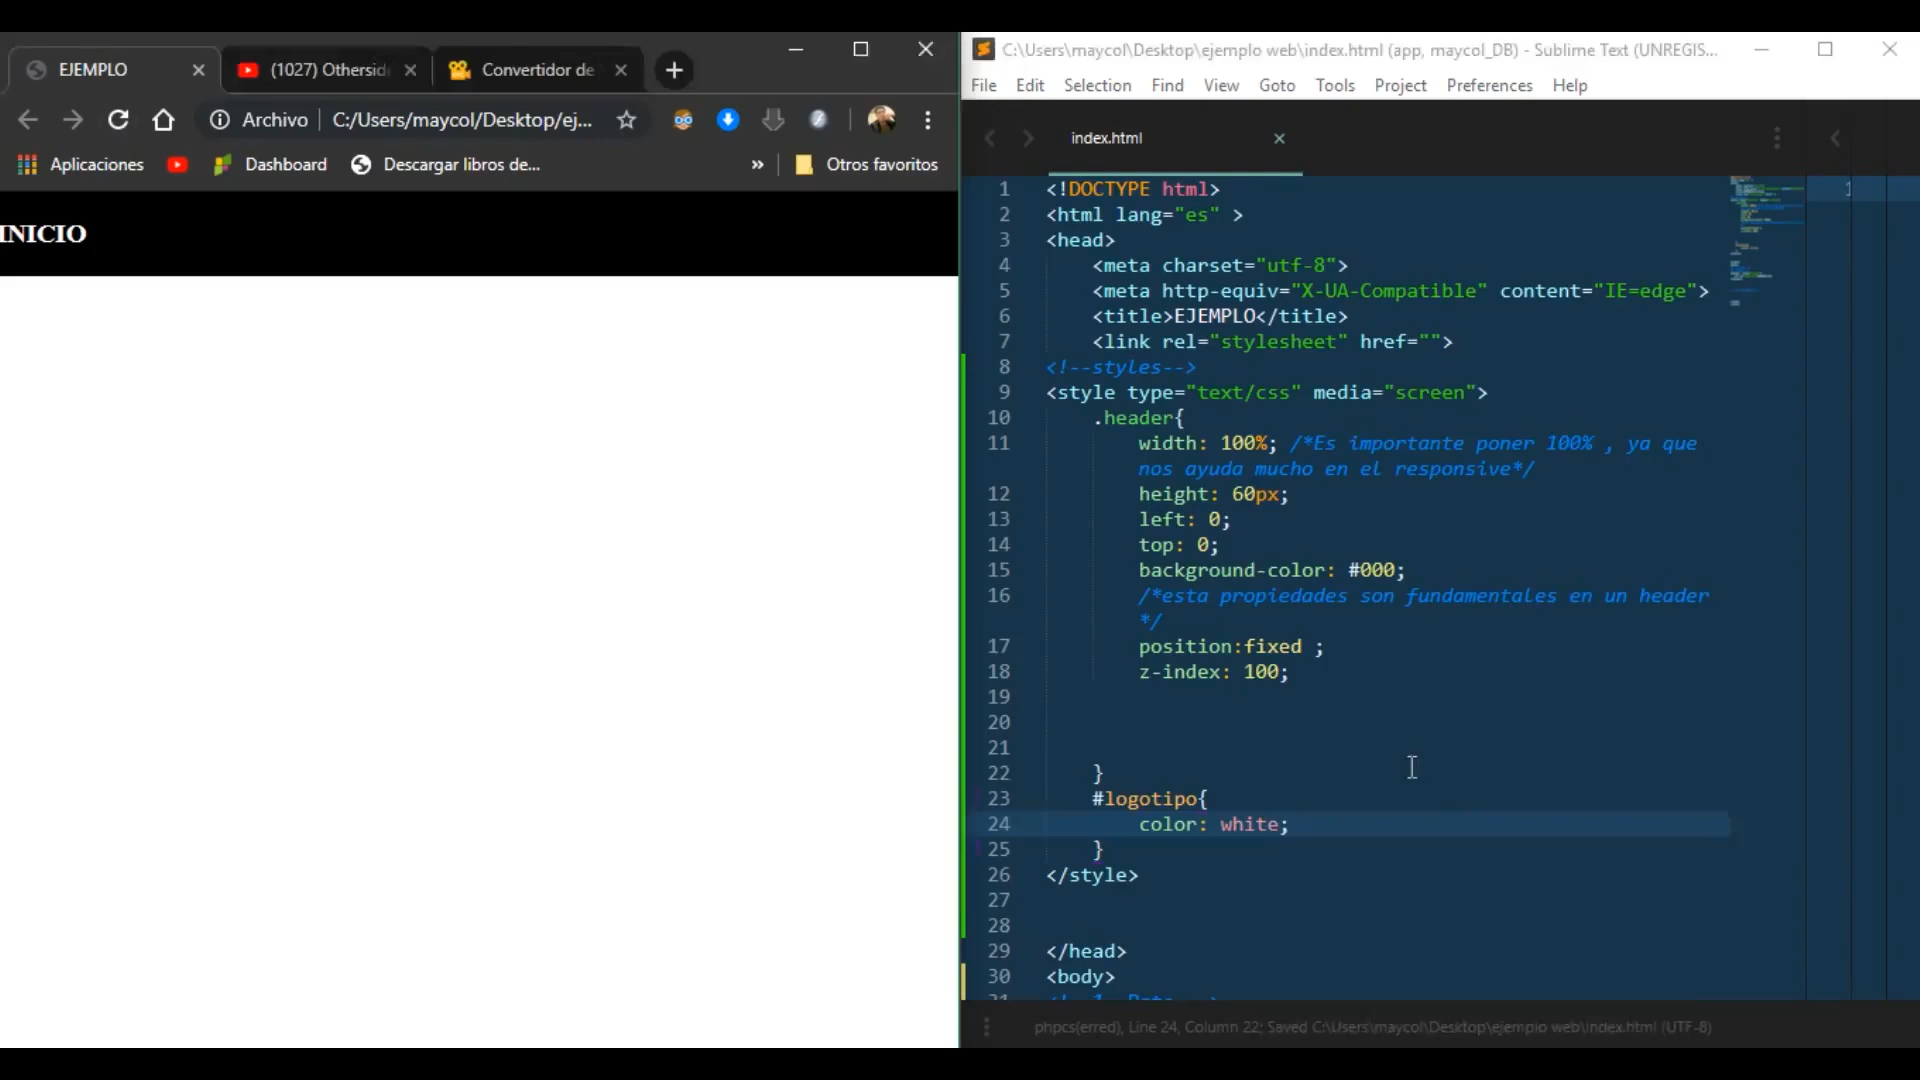 EJEMPLO
(1027) Othersid
Convertidor de
Archivo
C:/Users/maycol/Desktop/ej...
Aplicaciones
Dashboard
Descargar libros de...
»
Otros favoritos
INICIO
C:\Users\maycol\Desktop\ejemplo web\index.html (app, maycol_DB) - Sublime Text (UNREGIS...
File Edit Selection View Find Goto Tools Project Preferences Help
index.html
1 <!DOCTYPE html>
2 <html lang="es" >
3 <head>
4 <meta charset="utf-8">
5 <meta http-equiv="X-UA-Compatible" content="IE=edge">
6 <title>EJEMPLO</title>
7 <link rel="stylesheet" href="">
8 <!--styles-->
9 <style type="text/css" media="screen">
10 .header{
11 width: 100%; /*Es importante poner 100% , ya que
nos ayuda mucho en el responsive*/
12 height: 60px;
13 left: 0;
14 top: 0;
15 background-color: #000;
16 /*esta propiedades son fundamentales en un header
*/
17 position:fixed ;
18 z-index: 100;
19
20
21
22 }
23 #logotipo{
24 color: white;
25 }
26 </style>
27
28
29 </head>
30 <body>
1
phpcs(erred), Line 24, Column 22; Saved C:\Users\maycol\Desktop\ejemplo web\index.html (UTF-8)